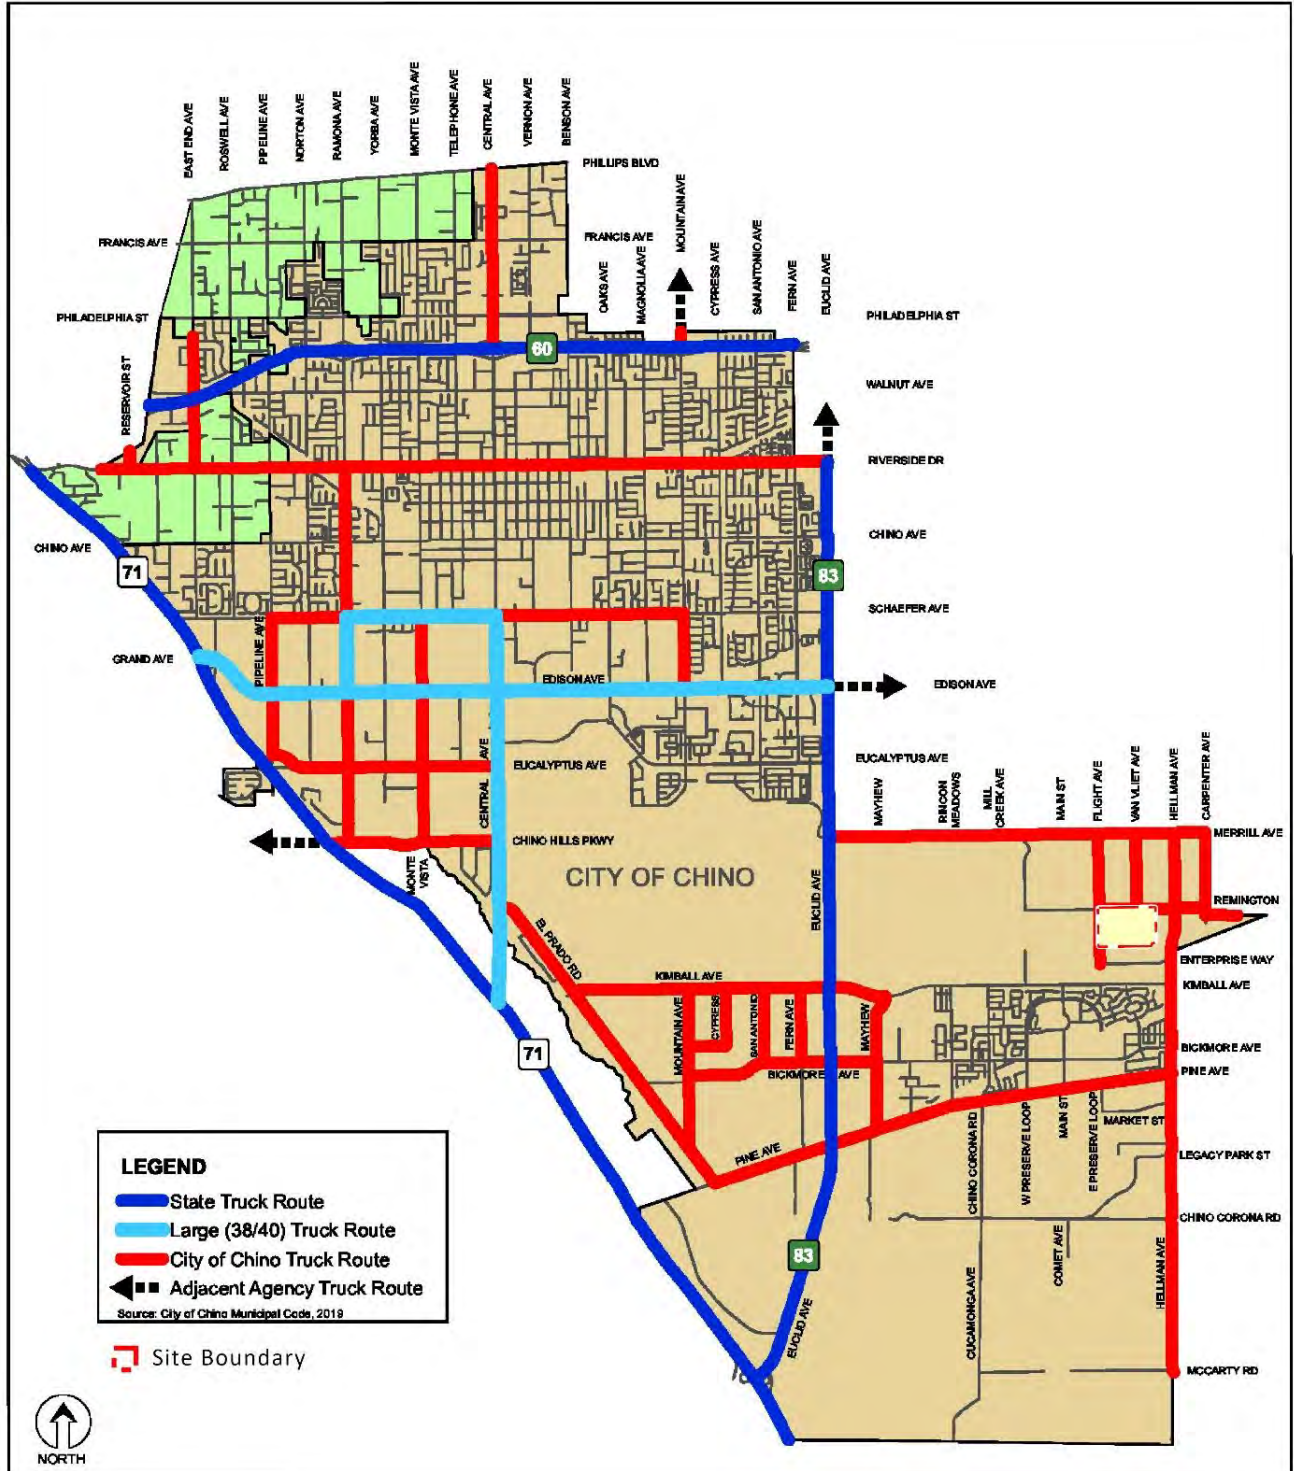 EAST END AVE
ROSWELL AVE
PIPELINE AVE
NORTON AVE
RAMONA AVE
YORBA AVE
MONTE VISTA AVE
TELEPHONE AVE
CENTRAL AVE
VERNON AVE
BENSON AVE
PHILLIPS BLVD
FRANCIS AVE
FRANCIS AVE
OAKS AVE
MAGNOLIA AVE
MOUNTAIN AVE
CYPRESS AVE
SAN ANTONIO AVE
FERN AVE
EUCLID AVE
PHILADELPHIA ST
PHILADELPHIA ST
60
WALNUT AVE
RESERVOIR ST
RIVERSIDE DR
CHINO AVE
CHINO AVE
71
83
SCHAEFER AVE
GRAND AVE
PIPELINE AVE
EDISON AVE
EDISON AVE
CENTRAL AVE
EUCALYPTUS AVE
EUCALYPTUS AVE
MAYHEW
RINCON
MEADOWS
MILL
CREEK AVE
MAIN ST
FLIGHT AVE
VAN VLIET AVE
HELLMAN AVE
CARPENTER AVE
MERRILL AVE
CHINO HILLS PKWY
MONTE
VISTA
CITY OF CHINO
EUCLID AVE
REMINGTON
EL PRADO RD
ENTERPRISE WAY
KIMBALL AVE
KIMBALL AVE
MOUNTAIN AVE
CYPRESS
SAN ANTONIO
FERN AVE
MAYHEW
BICKMORE AVE
BICKMORE AVE
71
PINE AVE
PINE AVE
CHINO CORONA RD
W PRESERVE LOOP
MAIN ST
E PRESERVE LOOP
MARKET ST
LEGACY PARK ST
CHINO CORONA RD
83
COMET AVE
HELLMAN AVE
EUCLID AVE
CUCAMONGA AVE
MCCARTY RD
LEGEND
State Truck Route
Large (38/40) Truck Route
City of Chino Truck Route
Adjacent Agency Truck Route
Source: City of Chino Municipal Code, 2019
Site Boundary
NORTH